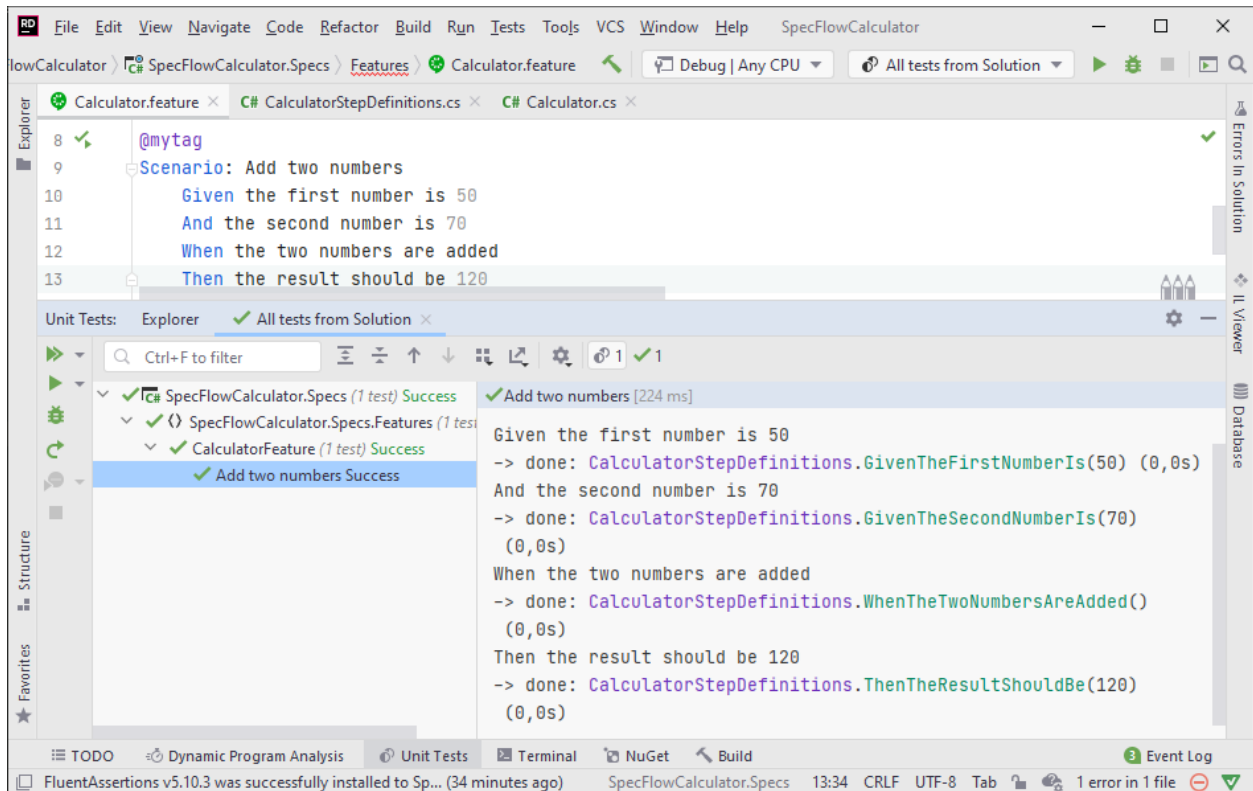 RD File Edit View Navigate Code Refactor Build Run Tests Tools VCS Window Help SpecFlowCalculator
lowCalculator C# SpecFlowCalculator.Specs Features Calculator.feature Debug | Any CPU All tests from Solution
Explorer
Calculator.feature C# CalculatorStepDefinitions.cs C# Calculator.cs
8 @mytag
9 Scenario: Add two numbers
10 Given the first number is 50
11 And the second number is 70
12 When the two numbers are added
13 Then the result should be 120
Errors In Solution
IL Viewer
Database
Unit Tests: Explorer All tests from Solution
Ctrl+F to filter 1 1
C# SpecFlowCalculator.Specs (1 test) Success
SpecFlowCalculator.Specs.Features (1 test
CalculatorFeature (1 test) Success
Add two numbers Success
Add two numbers [224 ms]
Given the first number is 50
-> done: CalculatorStepDefinitions.GivenTheFirstNumberIs(50) (0,0s)
And the second number is 70
-> done: CalculatorStepDefinitions.GivenTheSecondNumberIs(70)
(0,0s)
When the two numbers are added
-> done: CalculatorStepDefinitions.WhenTheTwoNumbersAreAdded()
(0,0s)
Then the result should be 120
-> done: CalculatorStepDefinitions.ThenTheResultShouldBe(120)
(0,0s)
Structure
Favorites
TODO Dynamic Program Analysis Unit Tests Terminal NuGet Build 3 Event Log
FluentAssertions v5.10.3 was successfully installed to Sp... (34 minutes ago) SpecFlowCalculator.Specs 13:34 CRLF UTF-8 Tab 1 error in 1 file